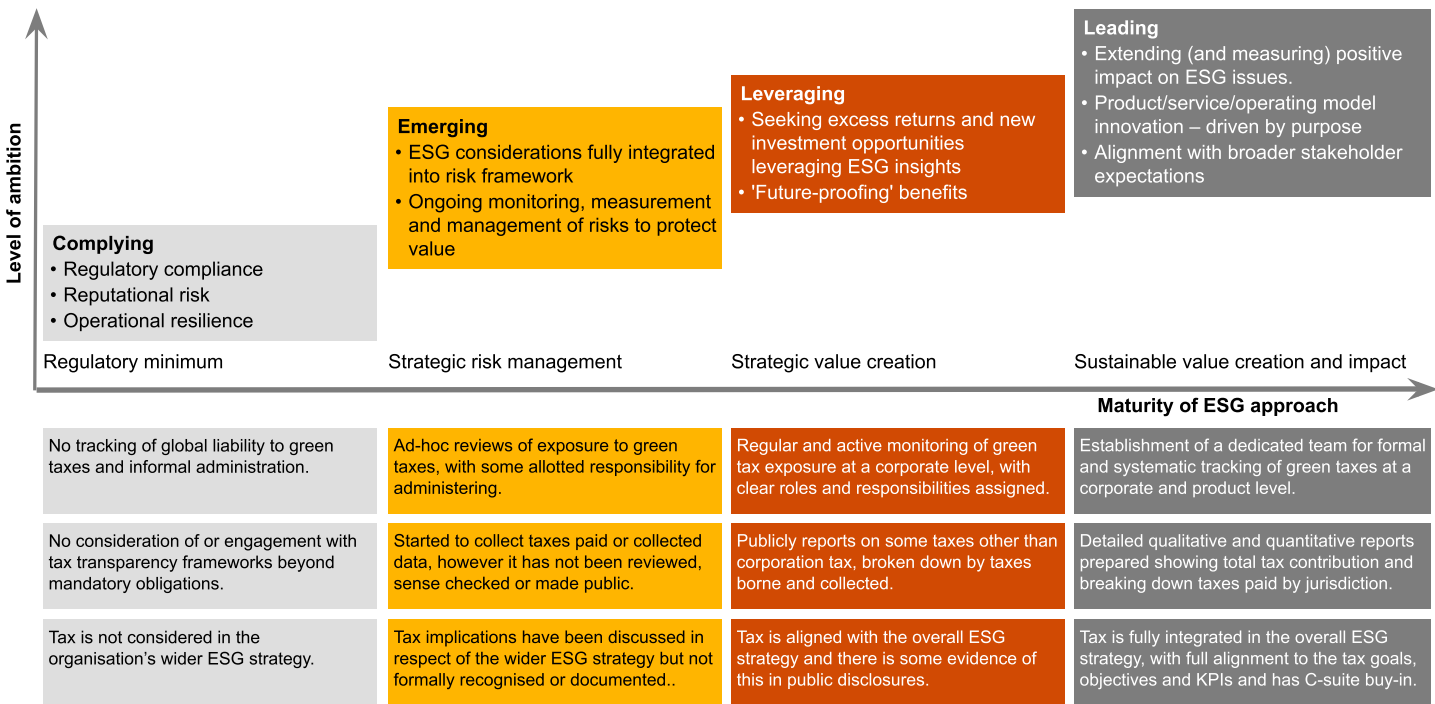 Level of ambition
Complying
• Regulatory compliance
• Reputational risk
• Operational resilience
Emerging
• ESG considerations fully integrated
into risk framework
• Ongoing monitoring, measurement
and management of risks to protect
value
Leveraging
• Seeking excess returns and new
investment opportunities
leveraging ESG insights
• 'Future-proofing' benefits
Leading
• Extending (and measuring) positive
impact on ESG issues.
• Product/service/operating model
innovation – driven by purpose
• Alignment with broader stakeholder
expectations
Regulatory minimum
Strategic risk management
Strategic value creation
Sustainable value creation and impact
Maturity of ESG approach
No tracking of global liability to green
taxes and informal administration.
Ad-hoc reviews of exposure to green
taxes, with some allotted responsibility for
administering.
Regular and active monitoring of green
tax exposure at a corporate level, with
clear roles and responsibilities assigned.
Establishment of a dedicated team for formal
and systematic tracking of green taxes at a
corporate and product level.
No consideration of or engagement with
tax transparency frameworks beyond
mandatory obligations.
Started to collect taxes paid or collected
data, however it has not been reviewed,
sense checked or made public.
Publicly reports on some taxes other than
corporation tax, broken down by taxes
borne and collected.
Detailed qualitative and quantitative reports
prepared showing total tax contribution and
breaking down taxes paid by jurisdiction.
Tax is not considered in the
organisation’s wider ESG strategy.
Tax implications have been discussed in
respect of the wider ESG strategy but not
formally recognised or documented..
Tax is aligned with the overall ESG
strategy and there is some evidence of
this in public disclosures.
Tax is fully integrated in the overall ESG
strategy, with full alignment to the tax goals,
objectives and KPIs and has C-suite buy-in.